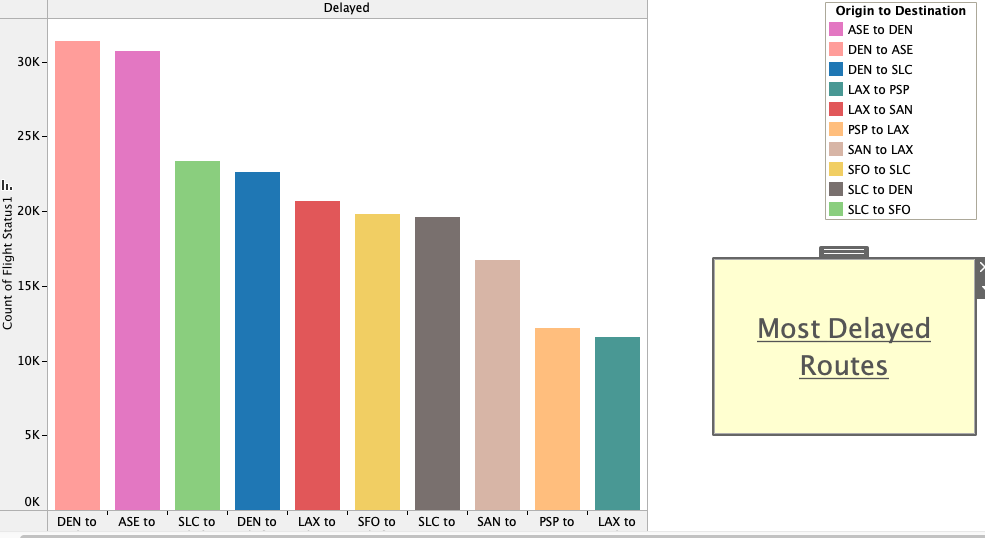 Delayed
Count of Flight Status1
30K
25K
20K
15K
10K
5K
0K
DEN to
ASE to
SLC to
DEN to
LAX to
SFO to
SLC to
SAN to
PSP to
LAX to
Origin to Destination
ASE to DEN
DEN to ASE
DEN to SLC
LAX to PSP
LAX to SAN
PSP to LAX
SAN to LAX
SFO to SLC
SLC to DEN
SLC to SFO
Most Delayed
Routes